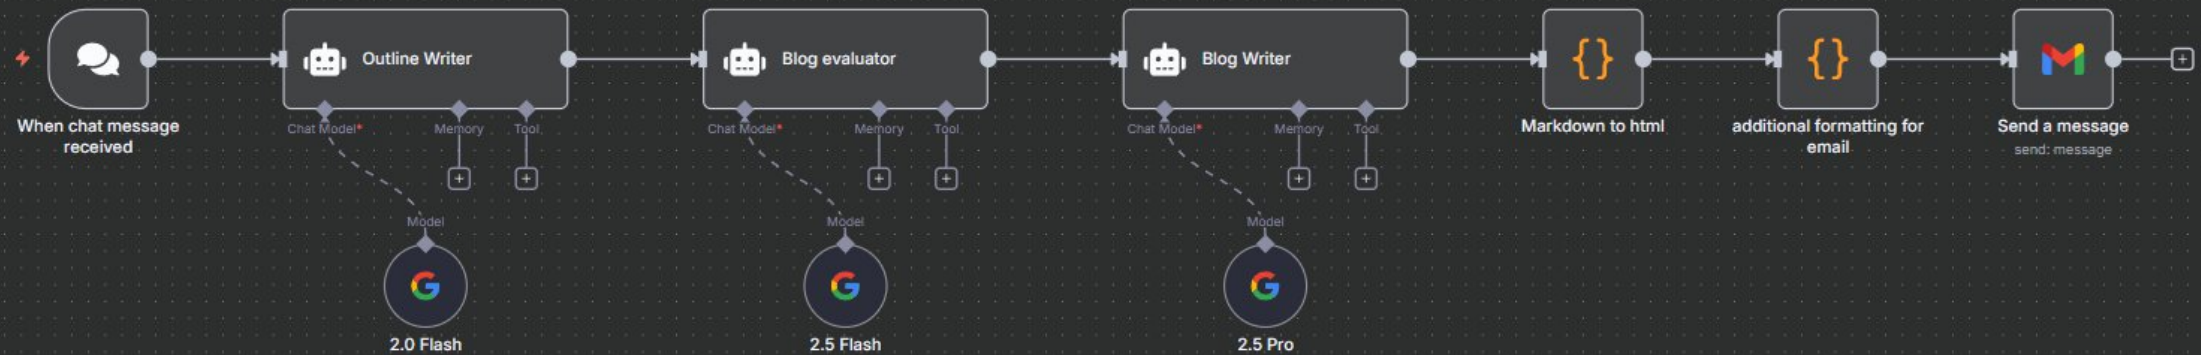 Outline Writer
Blog evaluator
Blog Writer
Chat Model*
Memory
Tool
Chat Model*
Memory
Tool
Chat Model*
Memory
Tool
When chat message
received
Markdown to html
additional formatting for
email
Send a message
send: message
Model
Model
Model
2.0 Flash
2.5 Flash
2.5 Pro